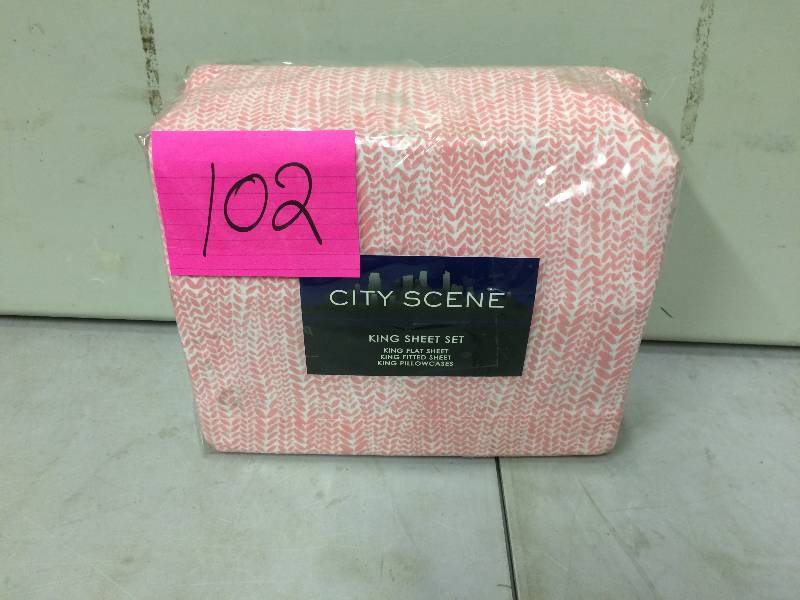 102
CITY SCENE
KING SHEET SET
KING FLAT SHEET
KING FITTED SHEET
KING PILLOWCASES